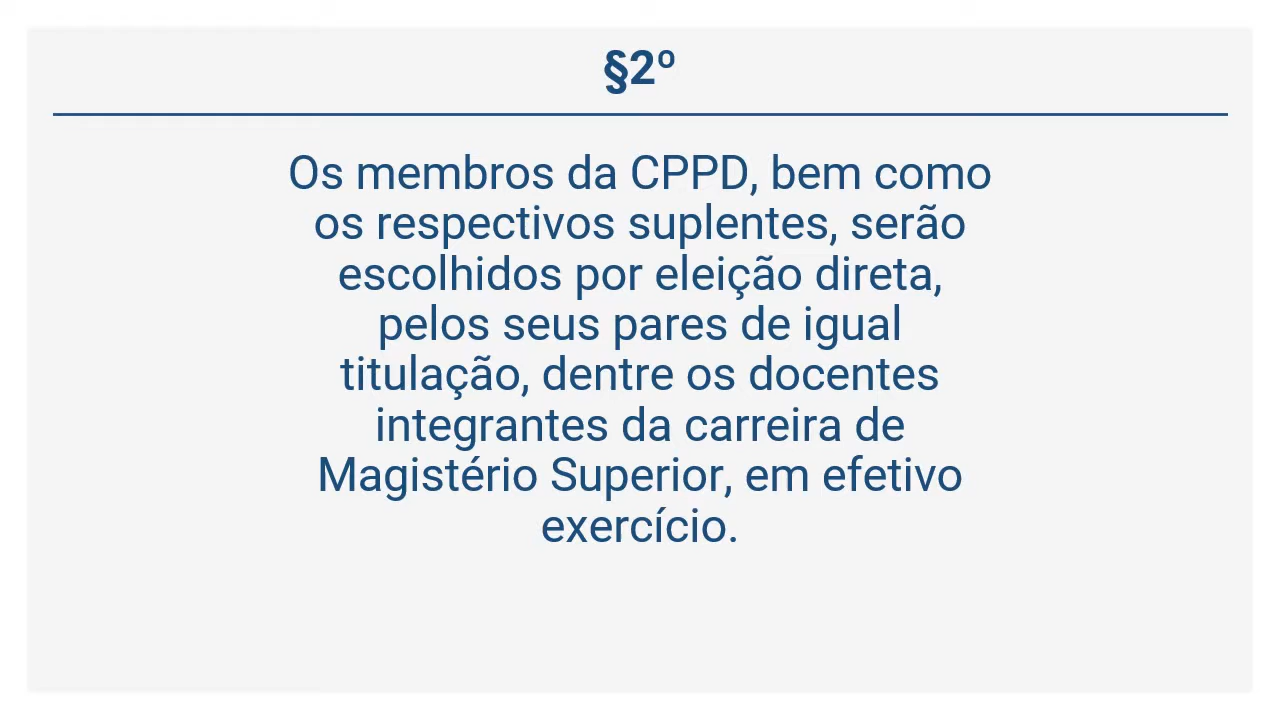 §2º
Os membros da CPPD, bem como
os respectivos suplentes, serão
escolhidos por eleição direta,
pelos seus pares de igual
titulação, dentre os docentes
integrantes da carreira de
Magistério Superior, em efetivo
exercício.